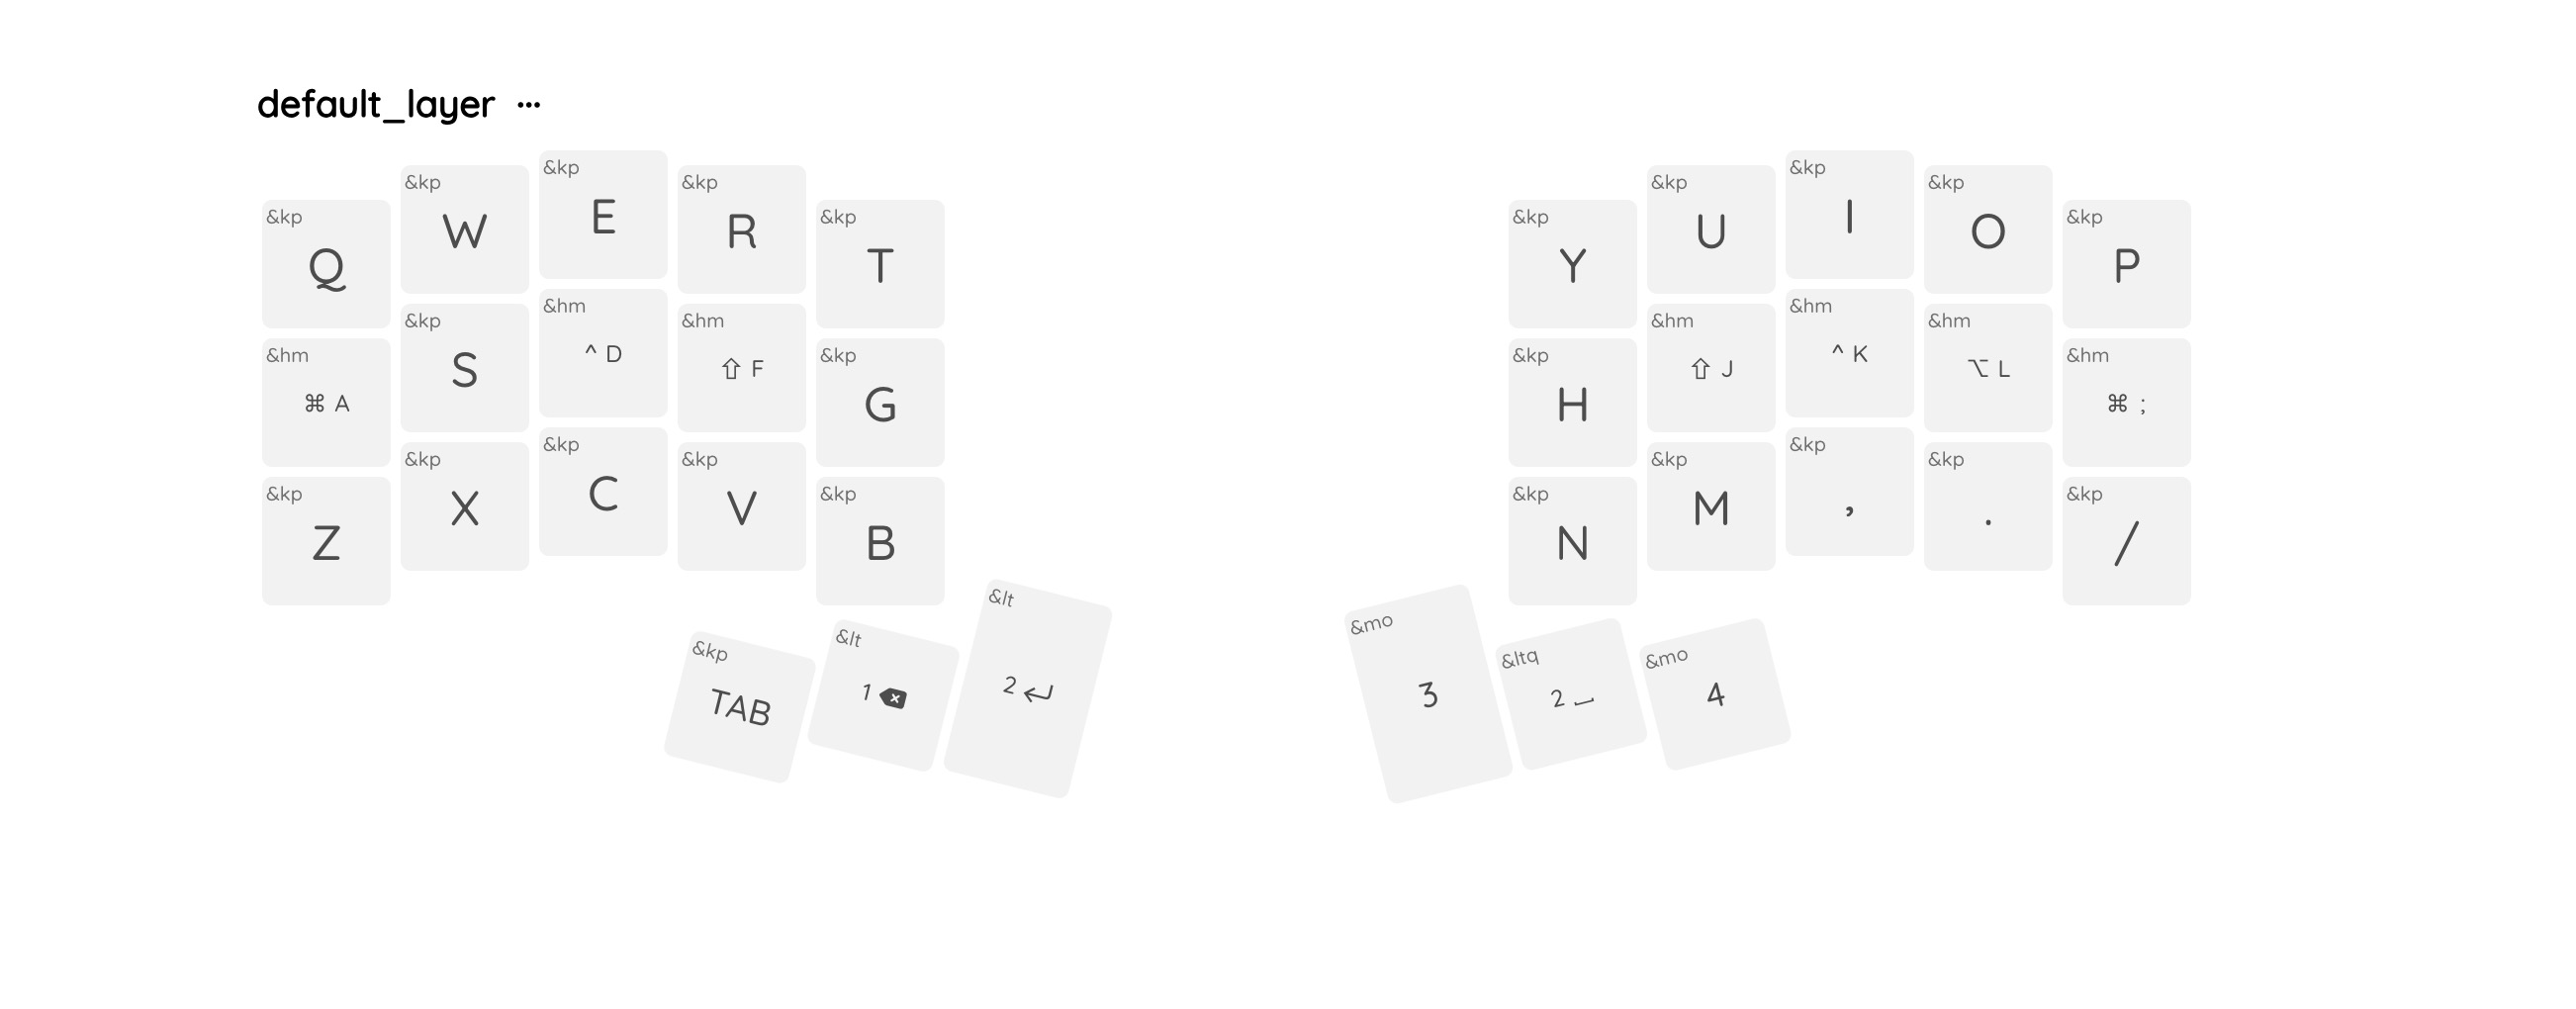 default_layer ···
&kp Q &kp W &kp E &kp R &kp T &kp Y &kp U &kp I &kp O &kp P
&hm ⌘ A &kp S &hm ^ D &hm ⇧ F &kp G &kp H &hm ⇧ J &hm ^ K &hm ⌥ L &hm ⌘ ;
&kp Z &kp X &kp C &kp V &kp B &kp N &kp M &kp , &kp . &kp /
&kp TAB &lt 1 ⌫ &lt 2 ↵ &mo 3 &ltq 2 ⎵ &mo 4